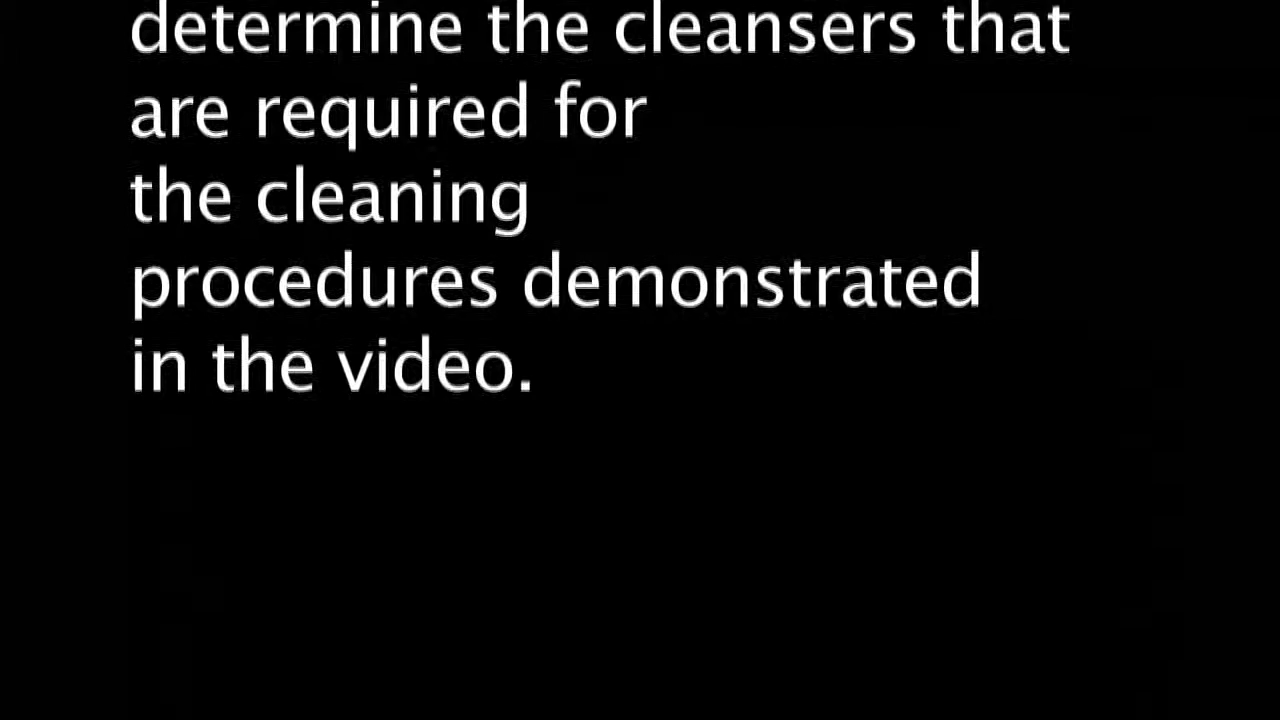 determine the cleansers that
are required for
the cleaning
procedures demonstrated
in the video.